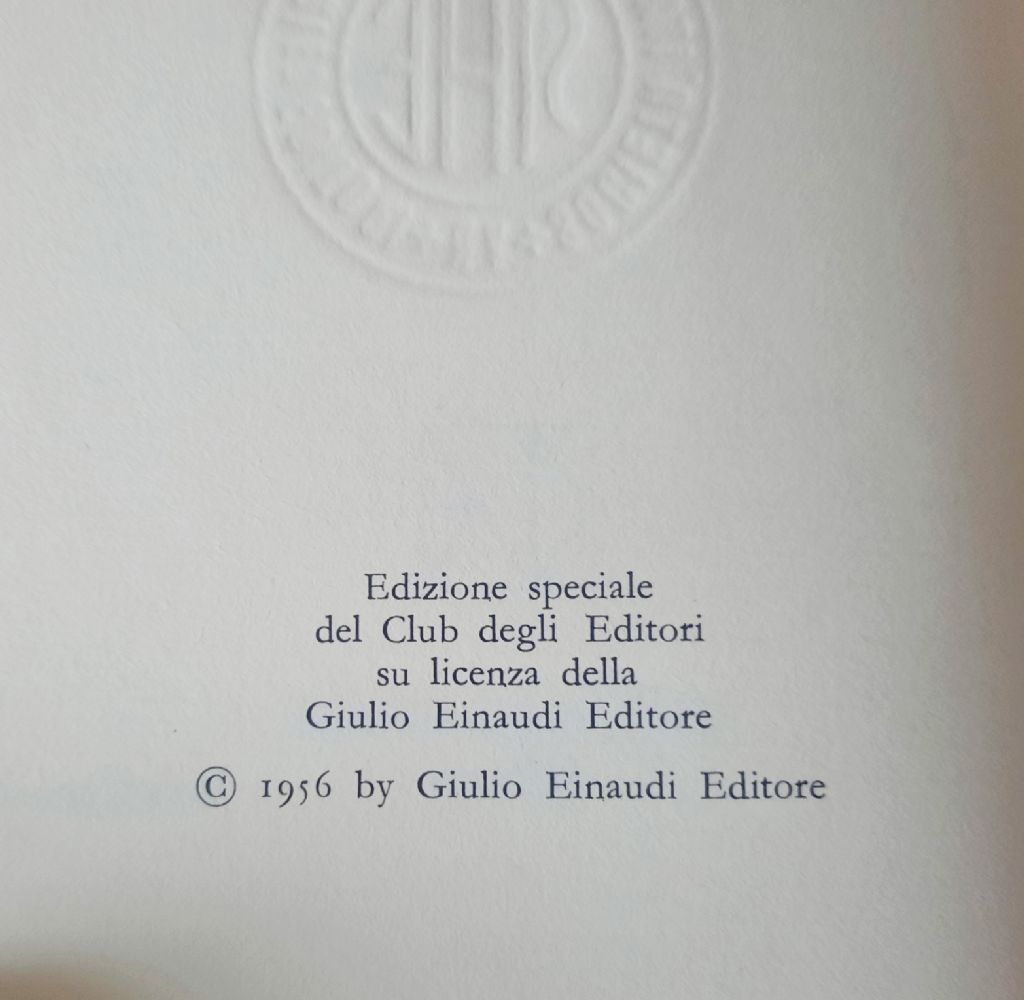 Edizione speciale
del Club degli Editori
su licenza della
Giulio Einaudi Editore
© 1956 by Giulio Einaudi Editore